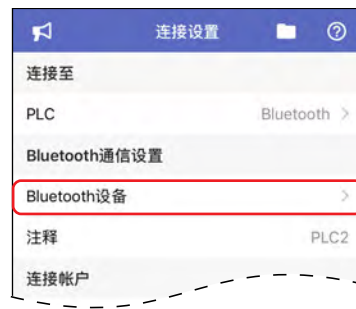 连接设置
连接至
PLC Bluetooth >
Bluetooth通信设置
Bluetooth设备 >
注释 PLC2
连接帐户